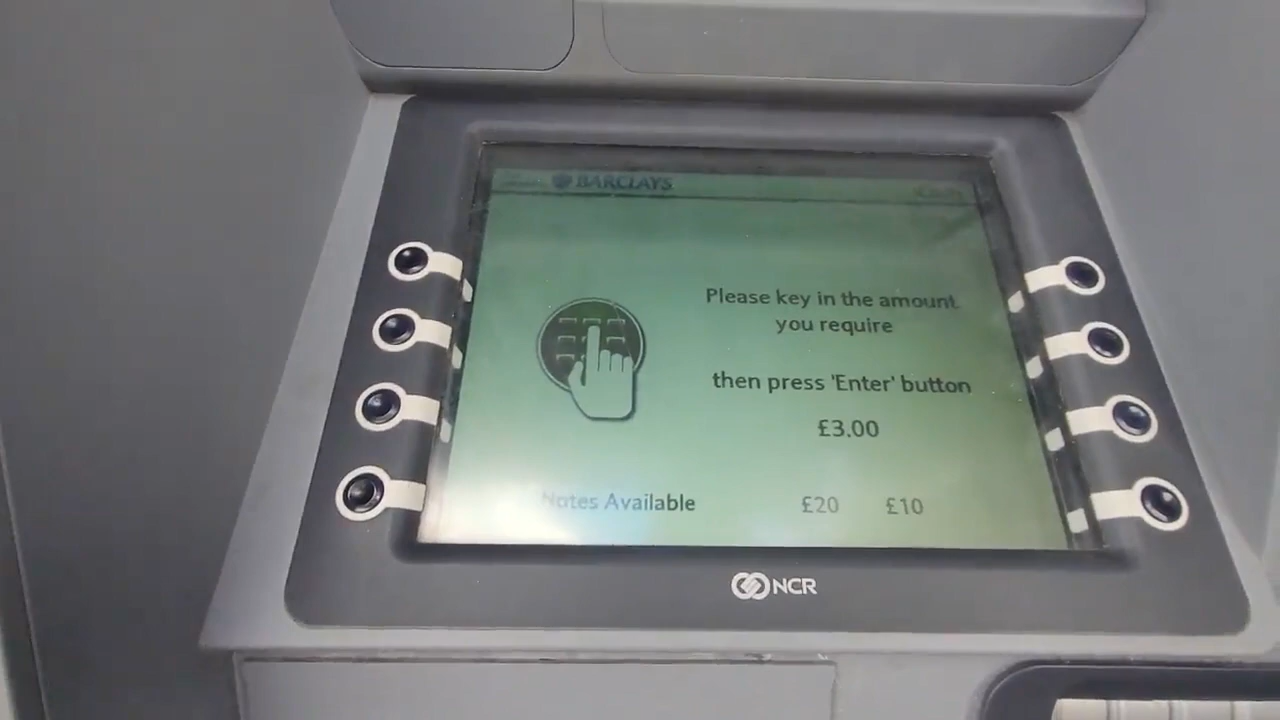 BARCLAYS
Please key in the amount
you require
then press 'Enter' button
£3.00
Notes Available £20 £10
NCR